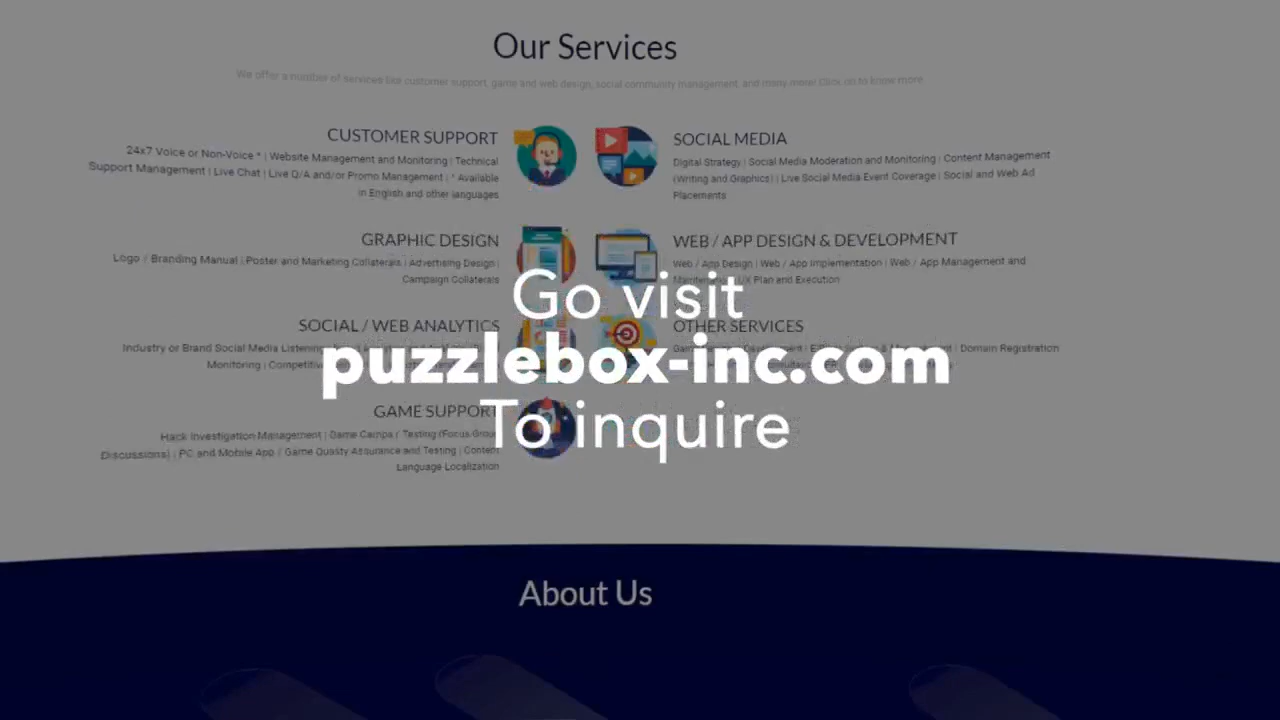 Our Services
We offer a number of services like customer support, game and web design, social community management, and many more! Click on to know more
CUSTOMER SUPPORT
24x7 Voice or Non-Voice * | Website Management and Monitoring | Technical
Support Management | Live Chat | Live Q/A and/or Promo Management | * Available
in English and other languages
SOCIAL MEDIA
Digital Strategy | Social Media Moderation and Monitoring | Content Management
(Writing and Graphics) | Live Social Media Event Coverage | Social and Web Ad
Placements
GRAPHIC DESIGN
Logo / Branding Manual | Poster and Marketing Collaterals | Advertising Design |
Campaign Collaterals
WEB / APP DESIGN & DEVELOPMENT
Web / App Design | Web / App Implementation | Web / App Management and
UX Plan and Execution
Go visit
puzzlebox-inc.com
To inquire
SOCIAL / WEB ANALYTICS
Industry or Brand Social Media Listening
Monitoring |
OTHER SERVICES
| Domain Registration
GAME SUPPORT
Hack Investigation Management | Game Camps / Testing (Focus Group
Discussions) | PC and Mobile App / Game Quality Assurance and Testing | Content
Language Localization
About Us